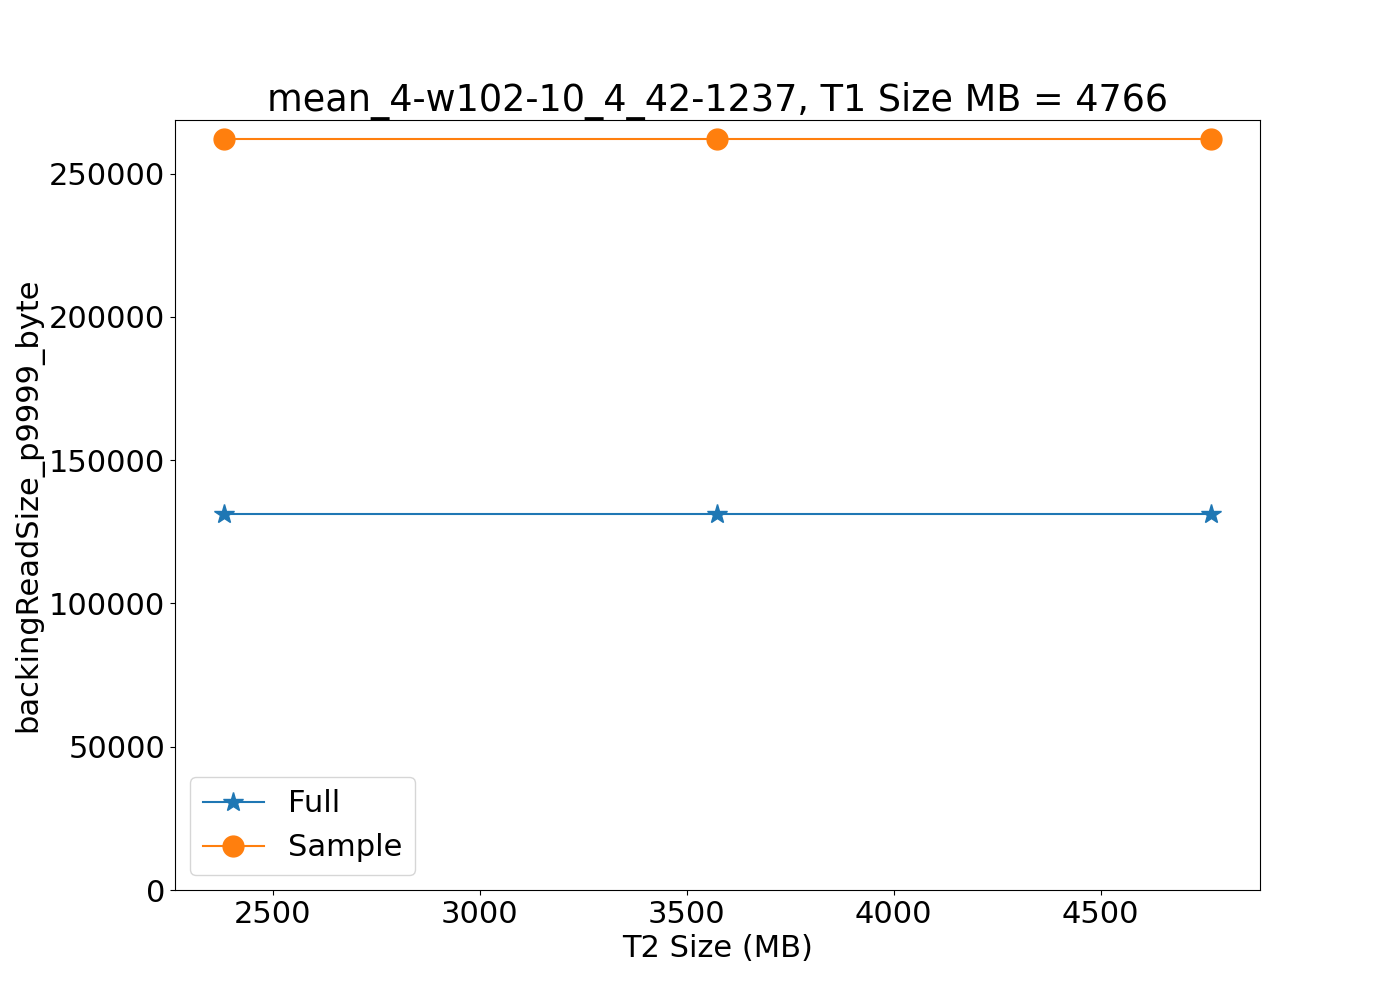 mean_4-w102-10_4_42-1237, T1 Size MB = 4766
backingReadSize_p9999_byte
250000
200000
150000
100000
50000
0
Full
Sample
2500 3000 3500 4000 4500
T2 Size (MB)